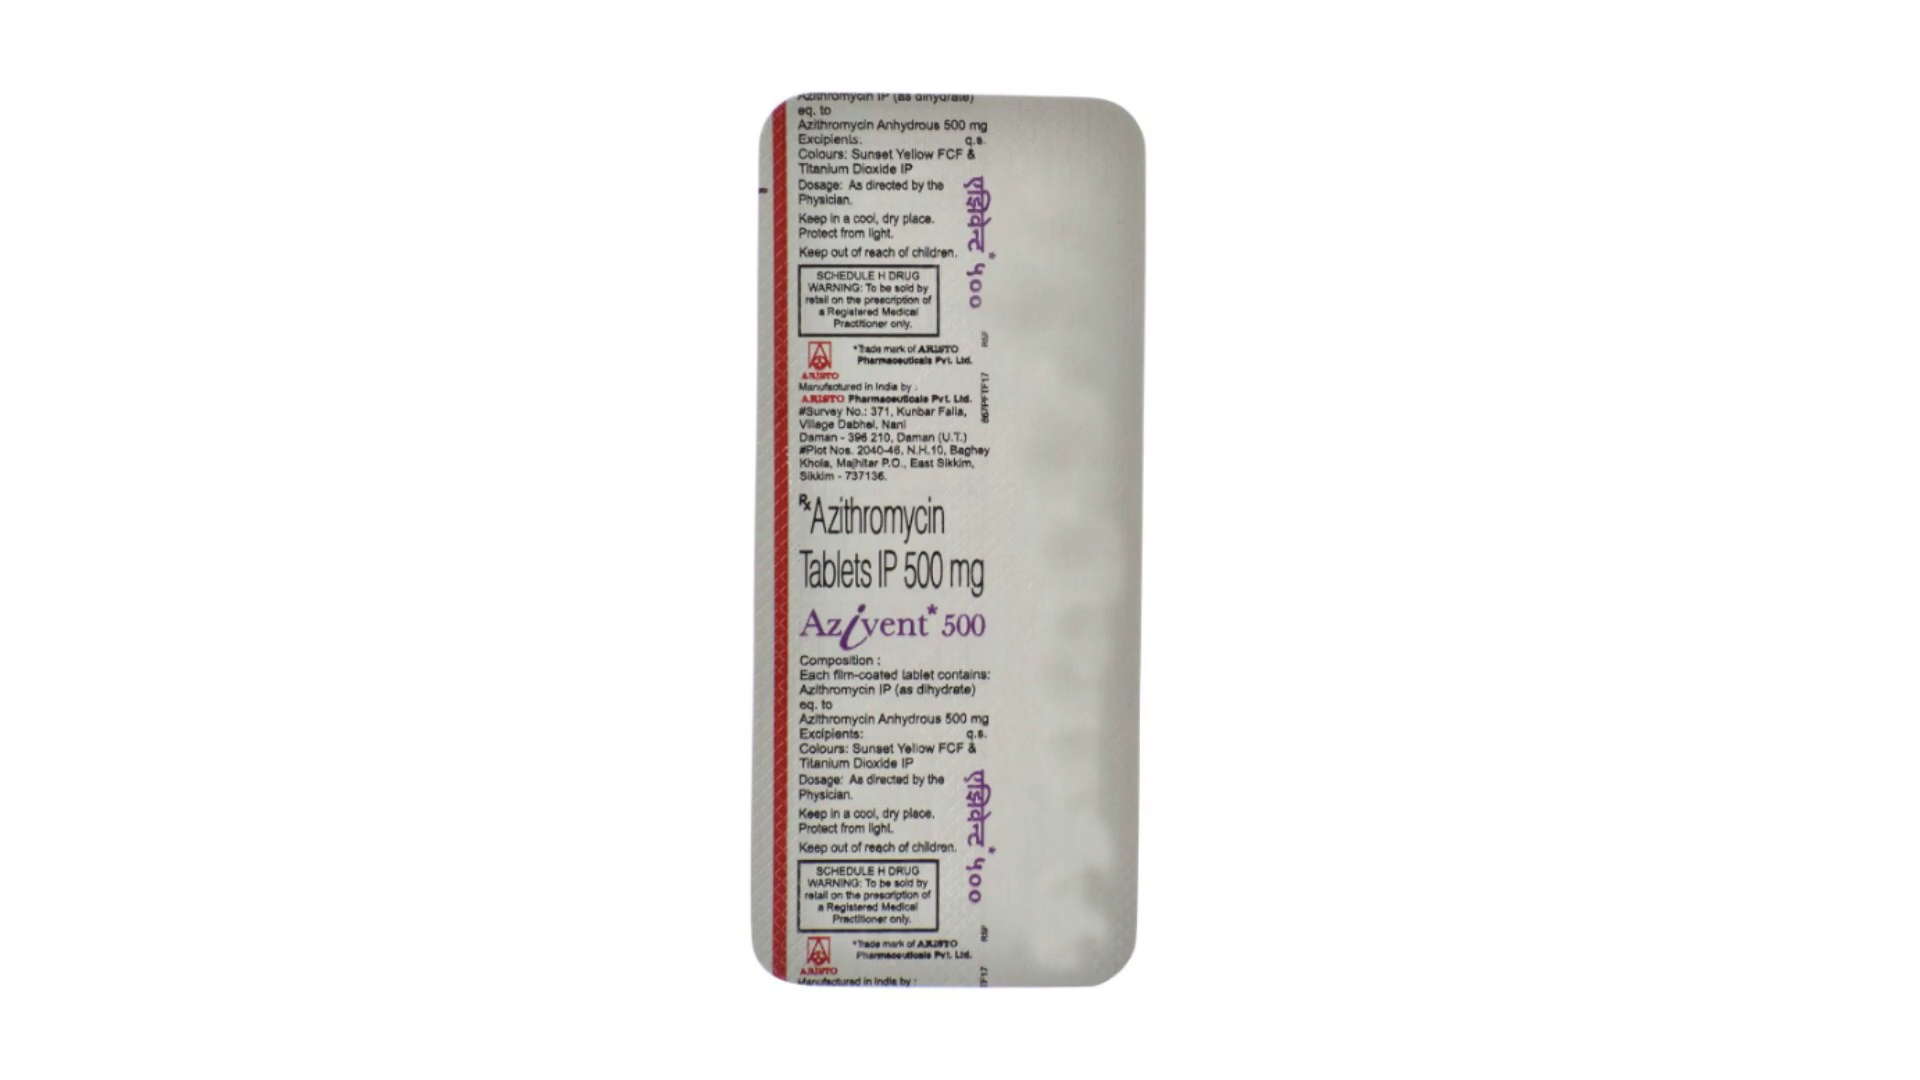 Azithromycin IP (as dihydrate)
eq. to
Azithromycin Anhydrous 500 mg
Excipients: q.s.
Colours: Sunset Yellow FCF &
Titanium Dioxide IP
Dosage: As directed by the
Physician.
Keep in a cool, dry place.
Protect from light.
Keep out of reach of children.
एज़िवेन्ट* ५००
SCHEDULE H DRUG
WARNING: To be sold by
retail on the prescription of
a Registered Medical
Practitioner only.
RSF
*Trade mark of ARISTO
Pharmaceuticals Pvt. Ltd.
ARISTO
Manufactured in India by :
ARISTO Pharmaceuticals Pvt. Ltd.
#Survey No.: 371, Kunbar Falia,
Village Dabhel, Nani
Daman - 396 210, Daman (U.T.)
#Plot Nos. 2040-46, N.H.10, Baghey
Khola, Majhitar P.O., East Sikkim,
Sikkim - 737136.
Rx Azithromycin
Tablets IP 500 mg
Azivent* 500
Composition :
Each film-coated tablet contains:
Azithromycin IP (as dihydrate)
eq. to
Azithromycin Anhydrous 500 mg
Excipients: q.s.
Colours: Sunset Yellow FCF &
Titanium Dioxide IP
Dosage: As directed by the
Physician.
Keep in a cool, dry place.
Protect from light.
Keep out of reach of children.
एज़िवेन्ट* ५००
SCHEDULE H DRUG
WARNING: To be sold by
retail on the prescription of
a Registered Medical
Practitioner only.
RSF
*Trade mark of ARISTO
Pharmaceuticals Pvt. Ltd.
ARISTO
Manufactured in India by :